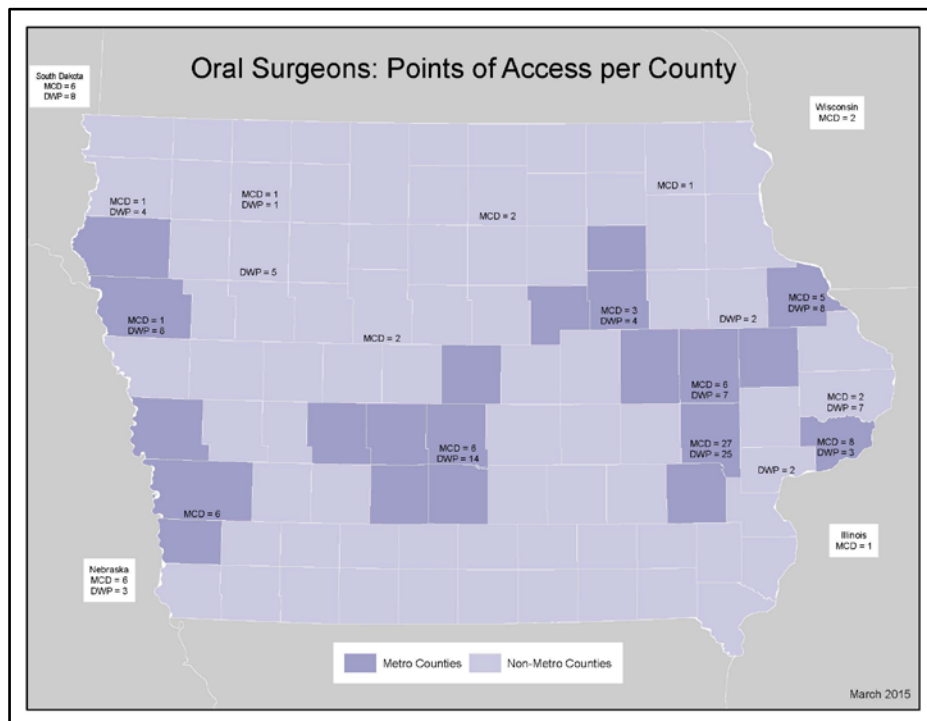 Oral Surgeons: Points of Access per County
South Dakota
MCD = 6
DWP = 8
Wisconsin
MCD = 2
MCD = 1
DWP = 4
MCD = 1
DWP = 1
MCD = 2
MCD = 1
DWP = 5
MCD = 1
DWP = 8
MCD = 2
MCD = 3
DWP = 4
DWP = 2
MCD = 5
DWP = 8
MCD = 6
DWP = 7
MCD = 2
DWP = 7
MCD = 6
DWP = 14
MCD = 27
DWP = 25
MCD = 8
DWP = 3
DWP = 2
MCD = 6
Illinois
MCD = 1
Nebraska
MCD = 6
DWP = 3
Metro Counties
Non-Metro Counties
March 2015